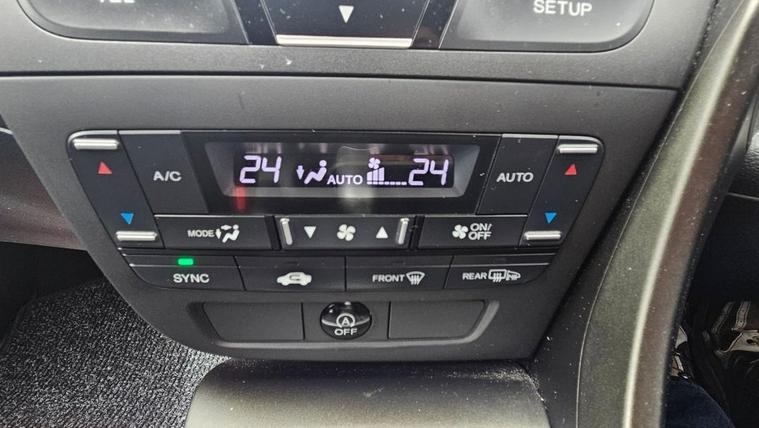 SETUP
A/C
24 AUTO 24
AUTO
MODE
ON/
OFF
SYNC
FRONT
REAR
A
OFF